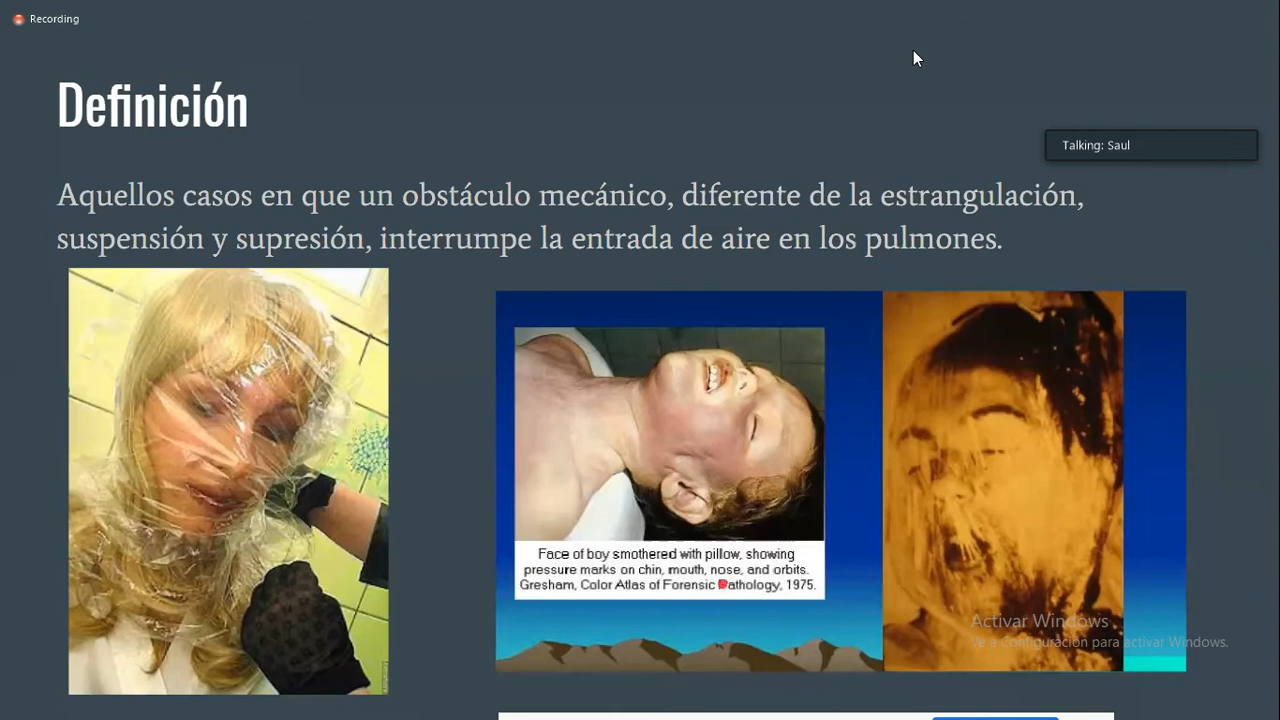 Recording
Definición
Talking: Saul
Aquellos casos en que un obstáculo mecánico, diferente de la estrangulación,
suspensión y supresión, interrumpe la entrada de aire en los pulmones.
Face of boy smothered with pillow, showing
pressure marks on chin, mouth, nose, and orbits.
Gresham, Color Atlas of Forensic Pathology, 1975.
Activar Windows
Ve a Configuración para activar Windows.